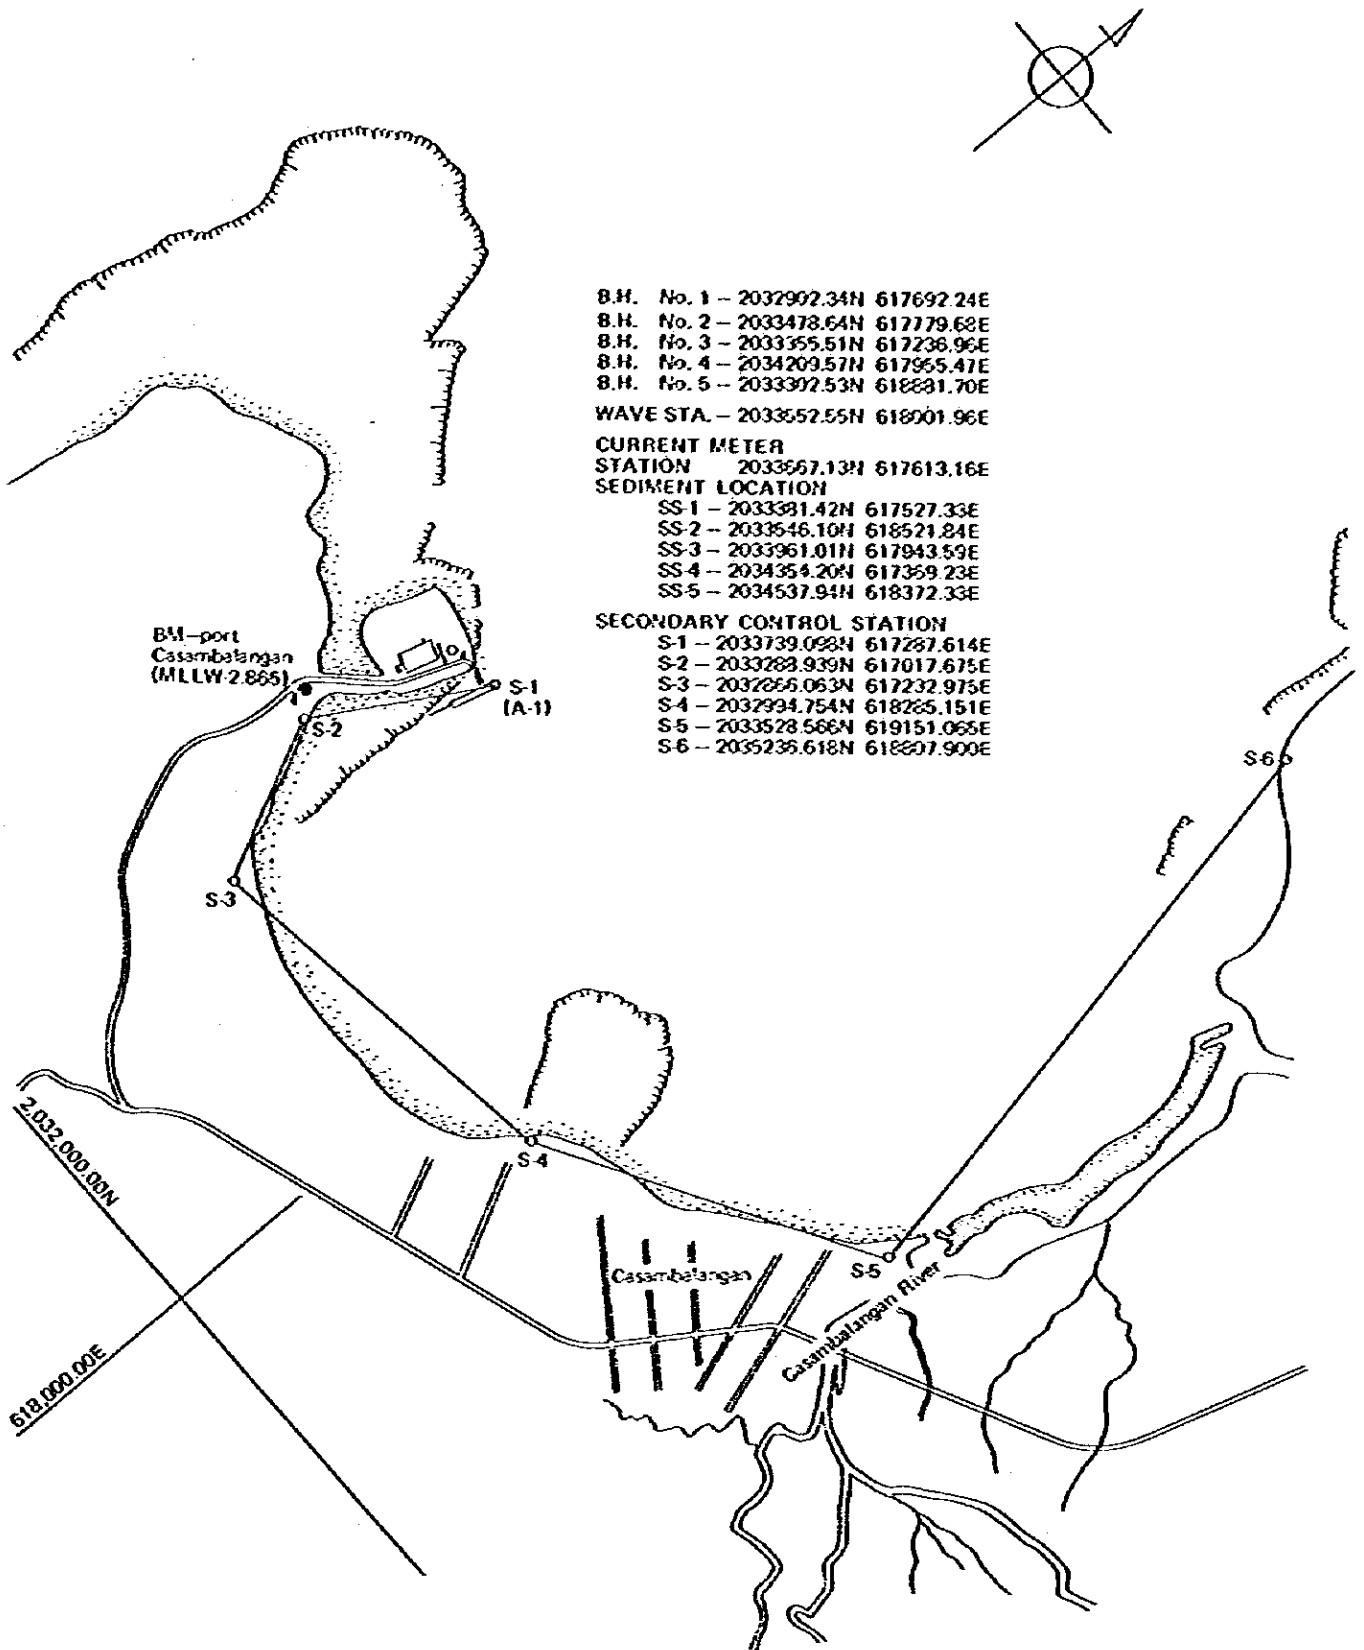 B.H. No. 1 – 2032902.34N 617692.24E
B.H. No. 2 – 2033478.64N 617779.68E
B.H. No. 3 – 2033355.51N 617236.96E
B.H. No. 4 – 2034209.57N 617955.47E
B.H. No. 5 – 2033302.53N 618881.70E
WAVE STA. – 2033552.55N 618001.96E
CURRENT METER
STATION 2033667.13N 617613.16E
SEDIMENT LOCATION
SS-1 – 2033381.42N 617527.33E
SS-2 – 2033546.10N 618521.84E
SS-3 – 2033961.01N 617943.59E
SS-4 – 2034354.20N 617369.23E
SS-5 – 2034537.94N 618372.33E
SECONDARY CONTROL STATION
S-1 – 2033739.098N 617287.614E
S-2 – 2033283.939N 617017.675E
S-3 – 2032866.063N 617232.975E
S-4 – 2032994.754N 618285.151E
S-5 – 2033528.566N 619151.065E
S-6 – 2035236.618N 618807.900E
BM–port
Casambalangan
(MLLW-2.865)
S-1
(A-1)
S-2
S-6
S-3
S-4
2,032,000.00N
S-5
Casambalangan
Casambalangan River
618,000.00E